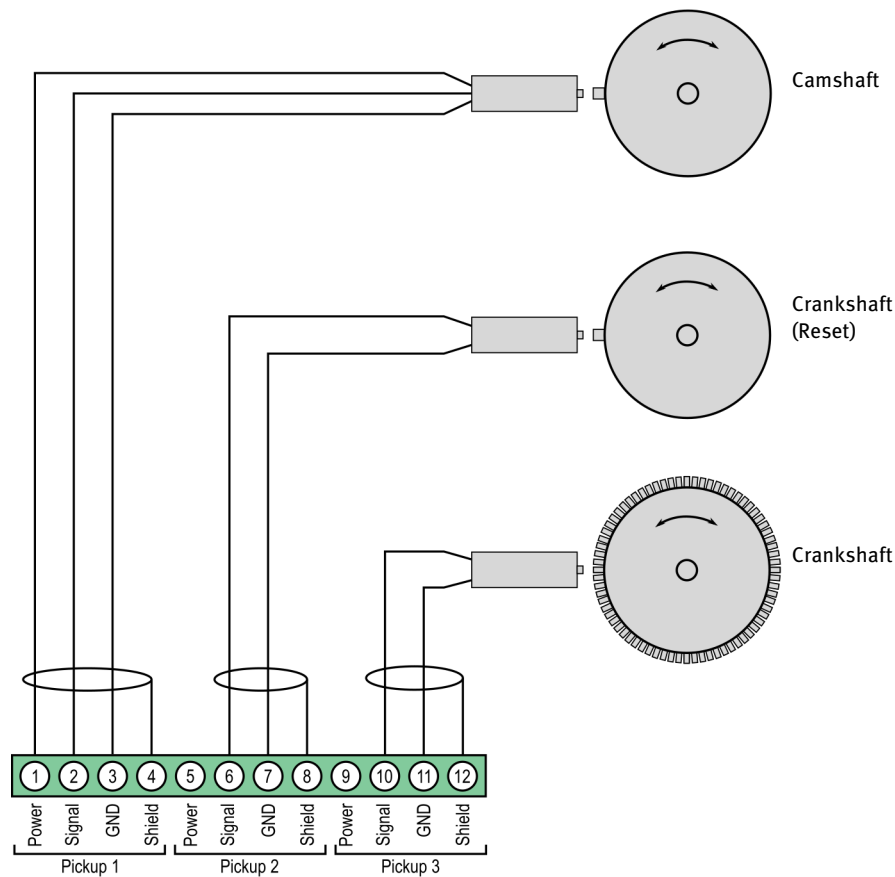 Camshaft
Crankshaft
(Reset)
Crankshaft
1 2 3 4 5 6 7 8 9 10 11 12
Power Signal GND Shield Power Signal GND Shield Power Signal GND Shield
Pickup 1 Pickup 2 Pickup 3